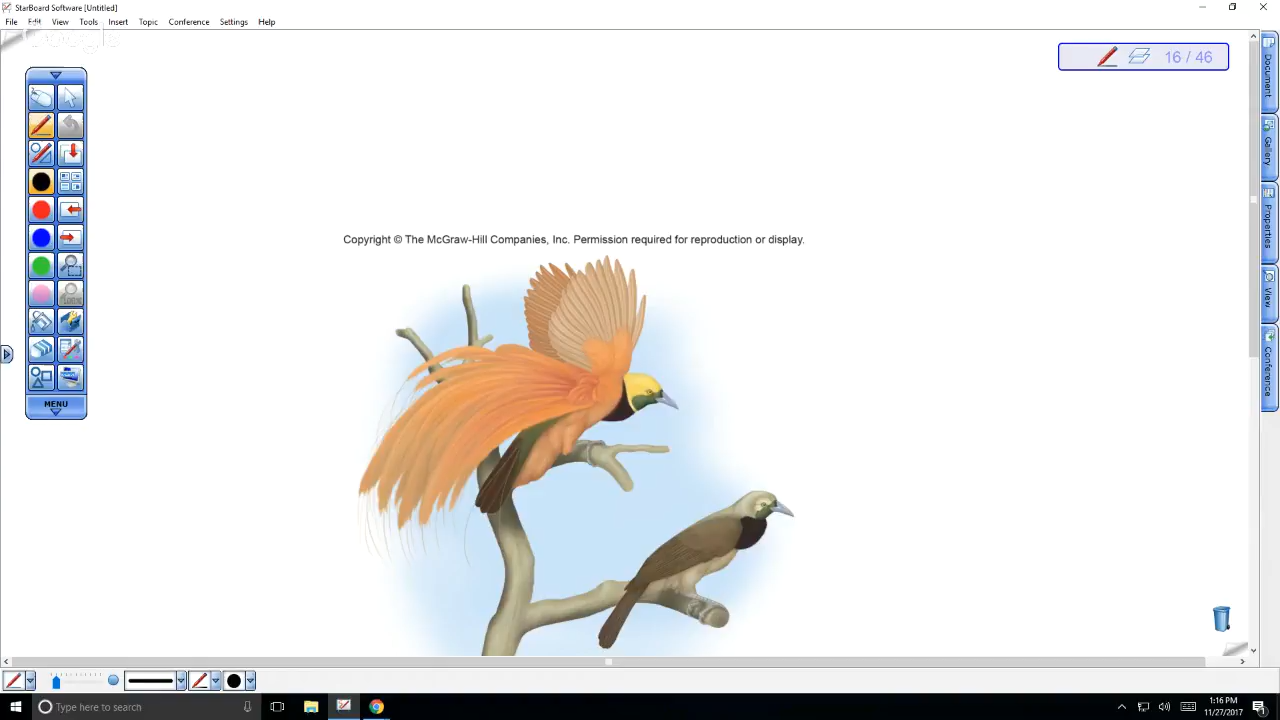 StarBoard Software [Untitled]
File Edit View Tools Insert Topic Conference Settings Help
16 / 46
Document
Gallery
Properties
View
Conference
MENU
Copyright © The McGraw-Hill Companies, Inc. Permission required for reproduction or display.
Type here to search
1:16 PM
11/27/2017